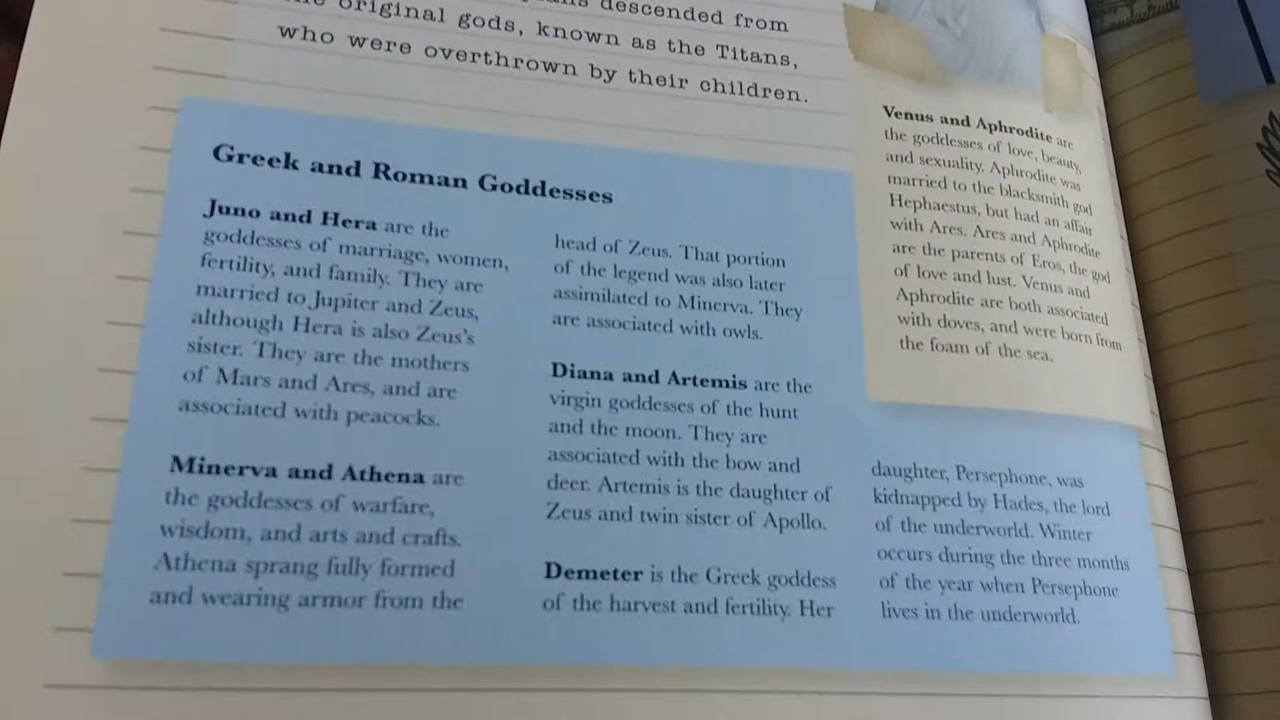 descended from
original gods, known as the Titans,
who were overthrown by their children.
Greek and Roman Goddesses
Juno and Hera are the
goddesses of marriage, women,
fertility, and family. They are
married to Jupiter and Zeus,
although Hera is also Zeus's
sister. They are the mothers
of Mars and Ares, and are
associated with peacocks.
Minerva and Athena are
the goddesses of warfare,
wisdom, and arts and crafts.
Athena sprang fully formed
and wearing armor from the
head of Zeus. That portion
of the legend was also later
assimilated to Minerva. They
are associated with owls.
Diana and Artemis are the
virgin goddesses of the hunt
and the moon. They are
associated with the bow and
deer. Artemis is the daughter of
Zeus and twin sister of Apollo.
Demeter is the Greek goddess
of the harvest and fertility. Her
daughter, Persephone, was
kidnapped by Hades, the lord
of the underworld. Winter
occurs during the three months
of the year when Persephone
lives in the underworld.
Venus and Aphrodite are
the goddesses of love, beauty,
and sexuality. Aphrodite was
married to the blacksmith god
Hephaestus, but had an affair
with Ares. Ares and Aphrodite
are the parents of Eros, the god
of love and lust. Venus and
Aphrodite are both associated
with doves, and were born from
the foam of the sea.